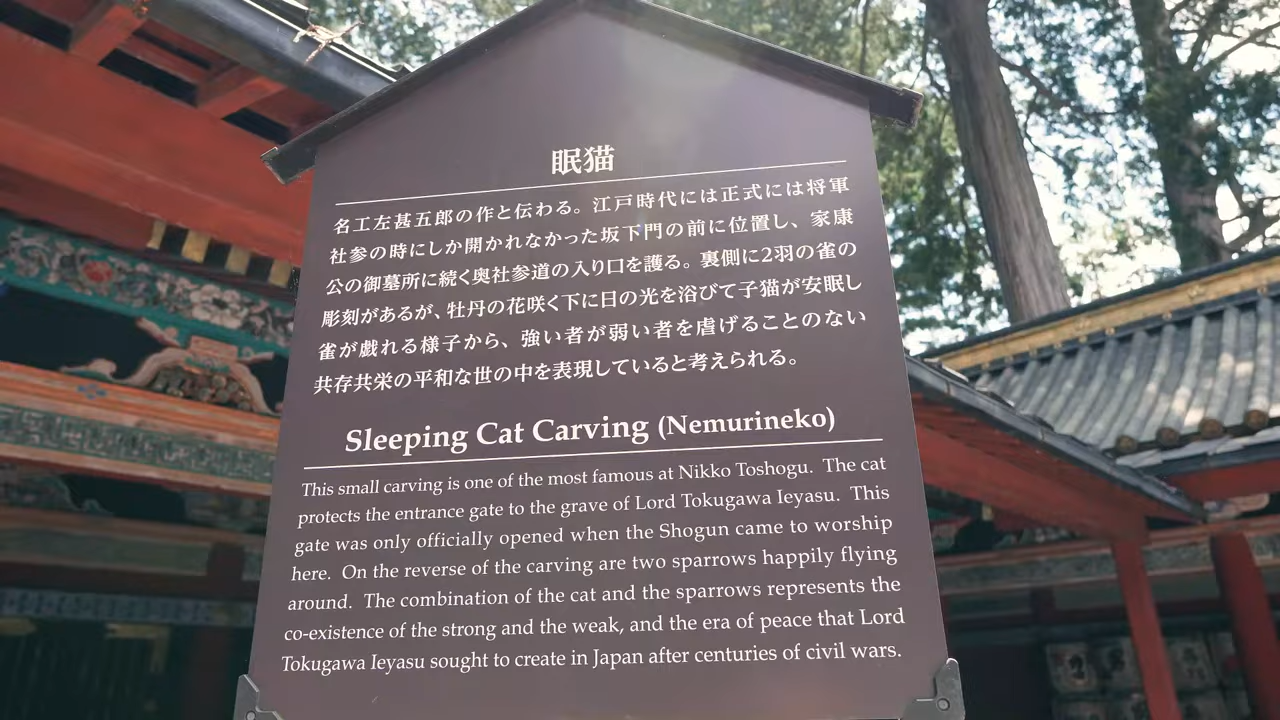 眠猫
名工左甚五郎の作と伝わる。江戸時代には正式には将軍
社参の時にしか開かれなかった坂下門の前に位置し、家康
公の御墓所に続く奥社参道の入り口を護る。裏側に2羽の雀の
彫刻があるが、牡丹の花咲く下に日の光を浴びて子猫が安眠し
雀が戯れる様子から、強い者が弱い者を虐げることのない
共存共栄の平和な世の中を表現していると考えられる。
Sleeping Cat Carving (Nemurineko)
This small carving is one of the most famous at Nikko Toshogu. The cat
protects the entrance gate to the grave of Lord Tokugawa Ieyasu. This
gate was only officially opened when the Shogun came to worship
here. On the reverse of the carving are two sparrows happily flying
around. The combination of the cat and the sparrows represents the
co-existence of the strong and the weak, and the era of peace that Lord
Tokugawa Ieyasu sought to create in Japan after centuries of civil wars.